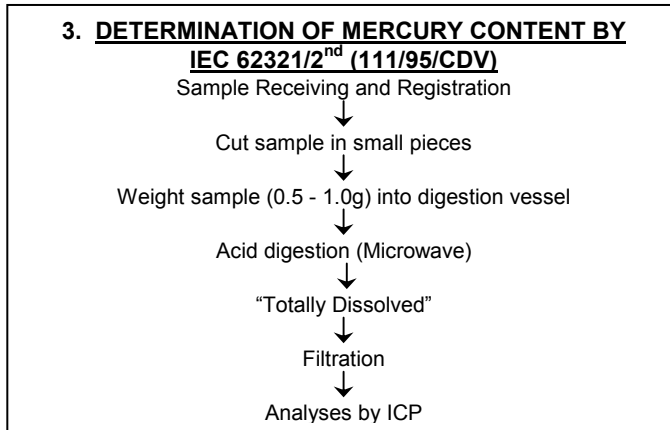 3. DETERMINATION OF MERCURY CONTENT BY
IEC 62321/2nd (111/95/CDV)
Sample Receiving and Registration
Cut sample in small pieces
Weight sample (0.5 - 1.0g) into digestion vessel
Acid digestion (Microwave)
“Totally Dissolved”
Filtration
Analyses by ICP